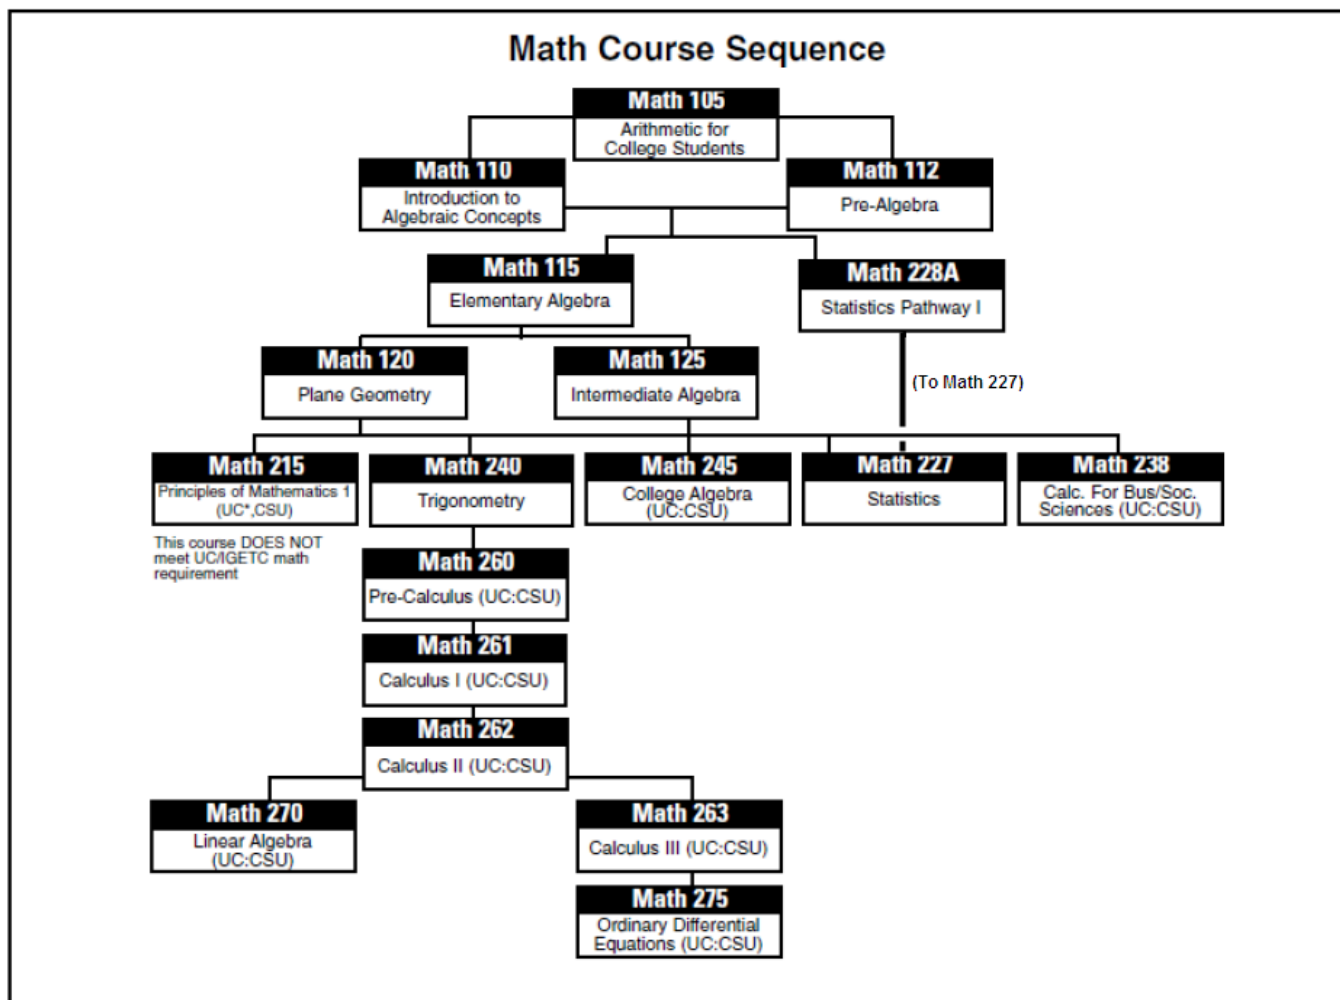 Math Course Sequence
Math 105
Arithmetic for
College Students
Math 110
Introduction to
Algebraic Concepts
Math 112
Pre-Algebra
Math 115
Elementary Algebra
Math 228A
Statistics Pathway I
(To Math 227)
Math 120
Plane Geometry
Math 125
Intermediate Algebra
Math 215
Principles of Mathematics 1
(UC*,CSU)
This course DOES NOT
meet UC/IGETC math
requirement
Math 240
Trigonometry
Math 245
College Algebra
(UC:CSU)
Math 227
Statistics
Math 238
Calc. For Bus/Soc.
Sciences (UC:CSU)
Math 260
Pre-Calculus (UC:CSU)
Math 261
Calculus I (UC:CSU)
Math 262
Calculus II (UC:CSU)
Math 270
Linear Algebra
(UC:CSU)
Math 263
Calculus III (UC:CSU)
Math 275
Ordinary Differential
Equations (UC:CSU)